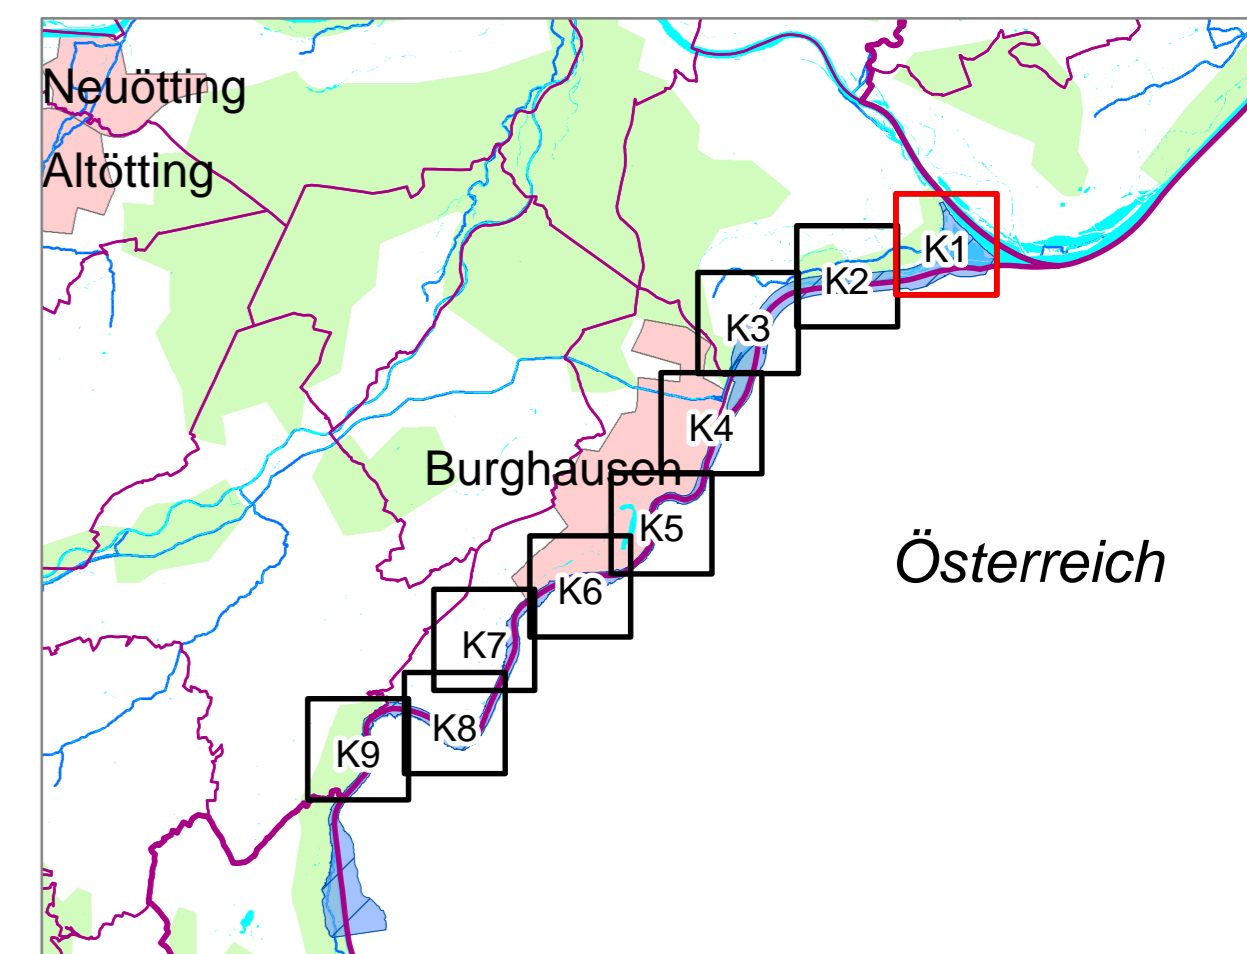 Neuötting
Altötting
K1
K2
K3
K4
Burghausen
K5
Österreich
K6
K7
K8
K9